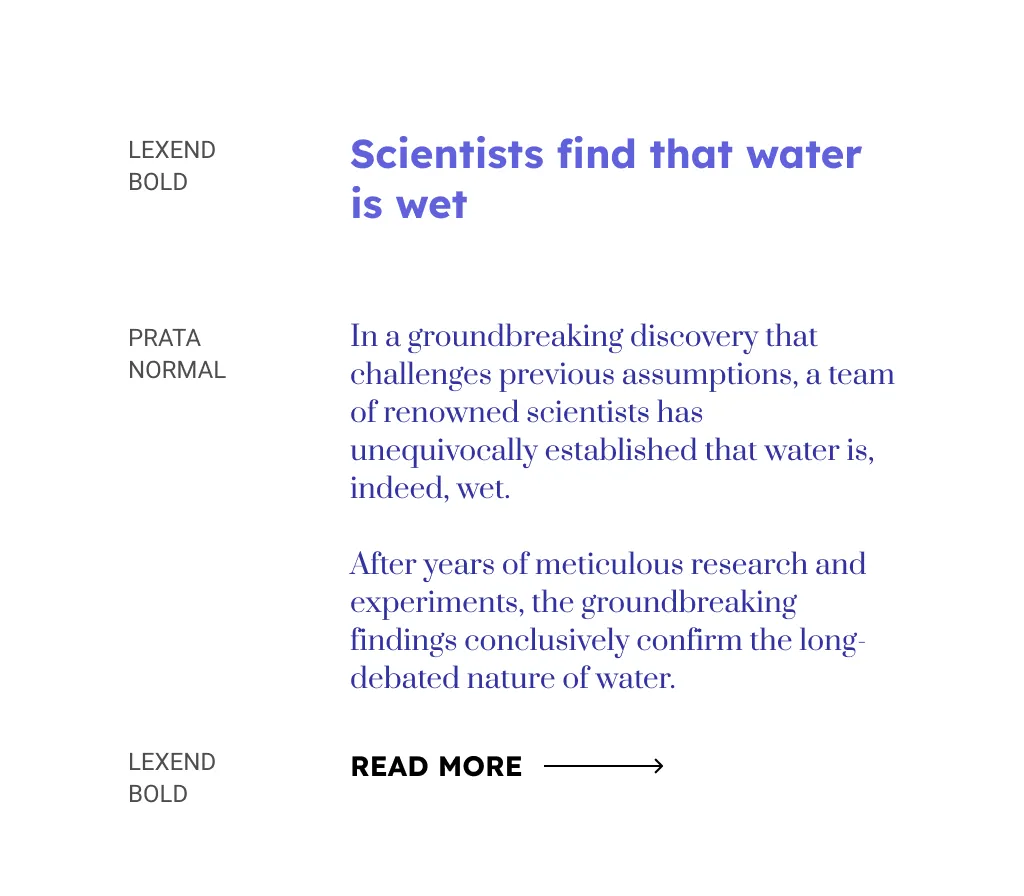 LEXEND
BOLD
Scientists find that water
is wet
PRATA
NORMAL
In a groundbreaking discovery that
challenges previous assumptions, a team
of renowned scientists has
unequivocally established that water is,
indeed, wet.
After years of meticulous research and
experiments, the groundbreaking
findings conclusively confirm the long-
debated nature of water.
LEXEND
BOLD
READ MORE